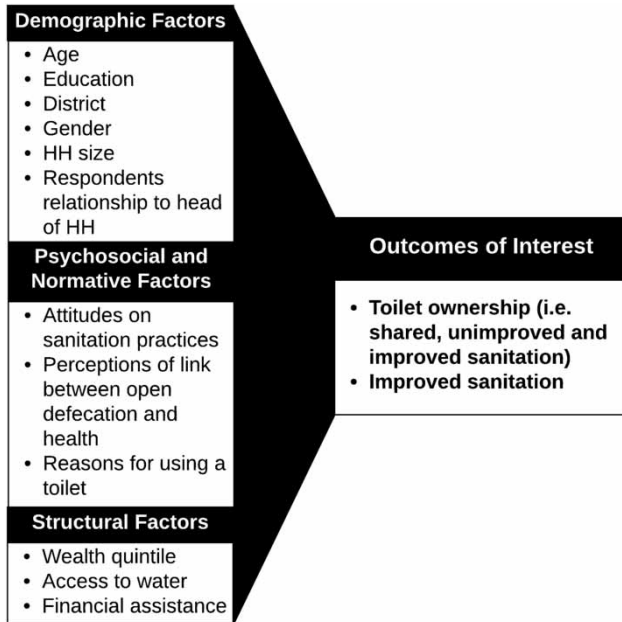 Demographic Factors
• Age
• Education
• District
• Gender
• HH size
• Respondents
relationship to head
of HH
Psychosocial and
Normative Factors
• Attitudes on
sanitation practices
• Perceptions of link
between open
defecation and
health
• Reasons for using a
toilet
Structural Factors
• Wealth quintile
• Access to water
• Financial assistance
Outcomes of Interest
• Toilet ownership (i.e.
shared, unimproved and
improved sanitation)
• Improved sanitation